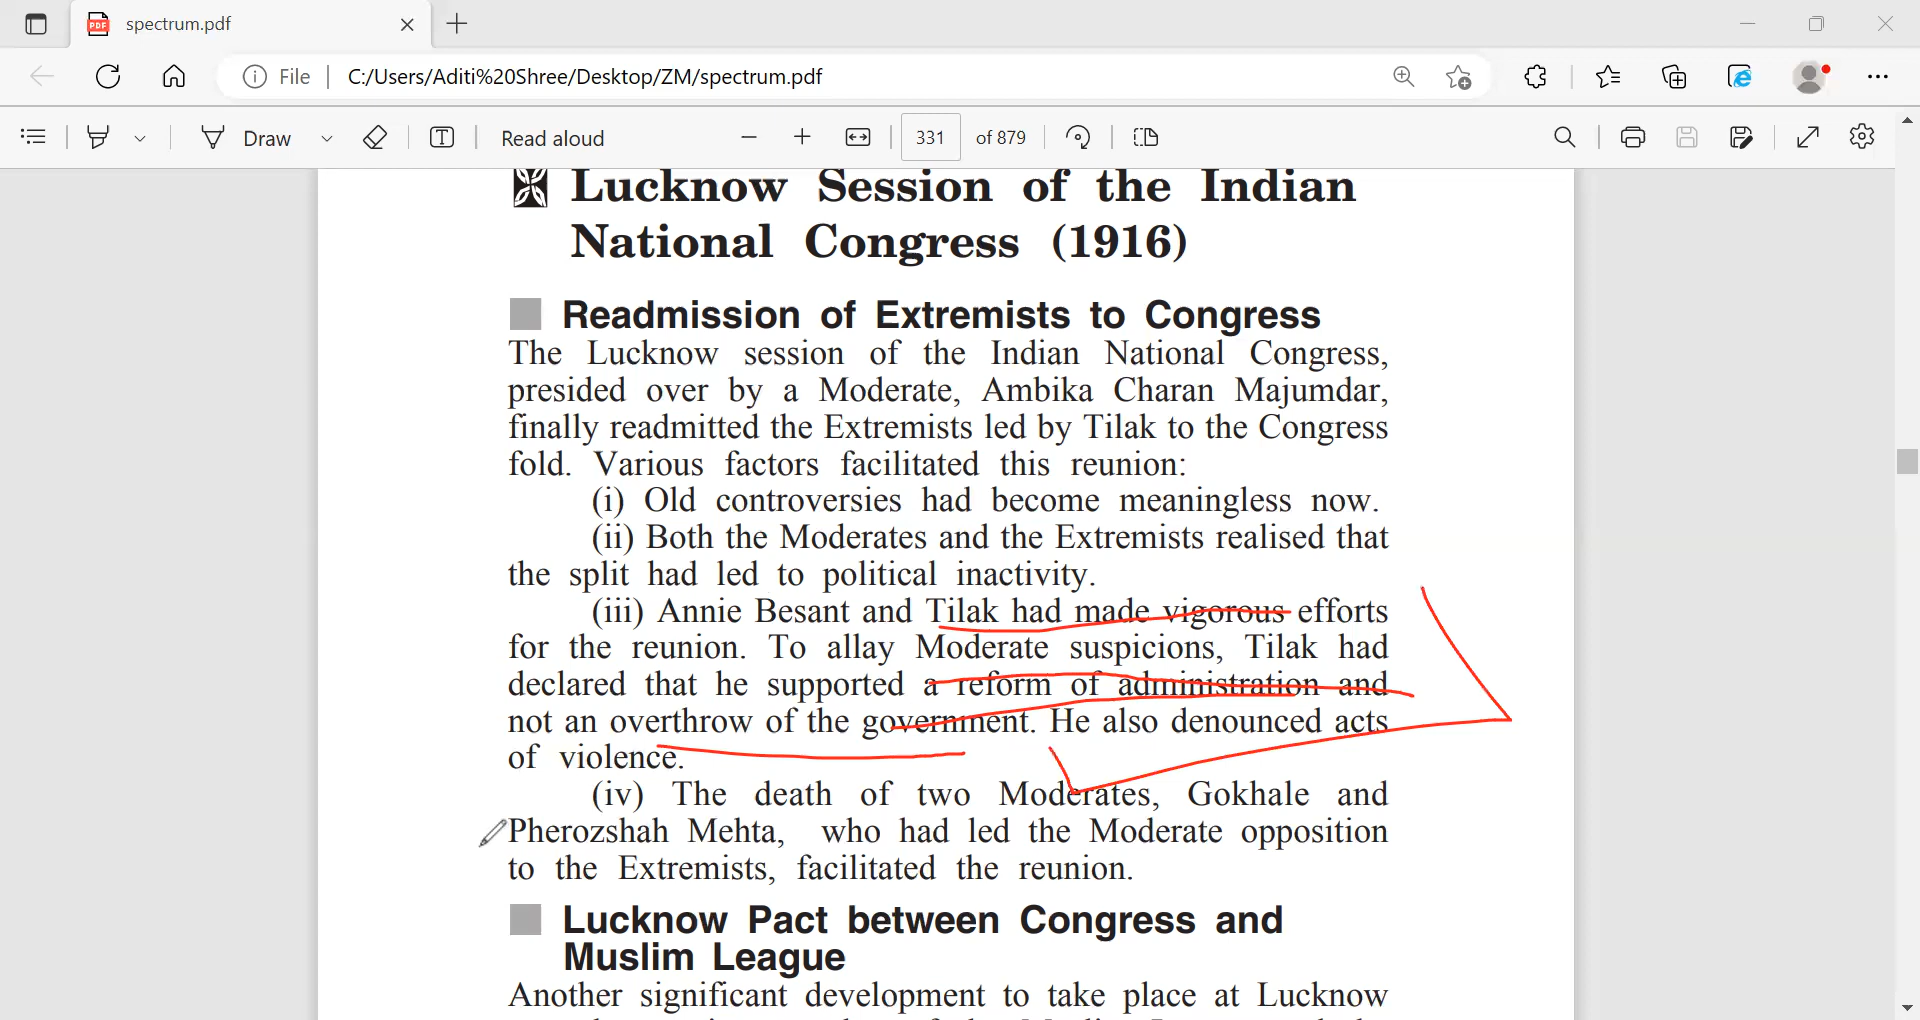 spectrum.pdf
File C:/Users/Aditi%20Shree/Desktop/ZM/spectrum.pdf
Draw Read aloud 331 of 879
Lucknow Session of the Indian
National Congress (1916)
Readmission of Extremists to Congress
The Lucknow session of the Indian National Congress,
presided over by a Moderate, Ambika Charan Majumdar,
finally readmitted the Extremists led by Tilak to the Congress
fold. Various factors facilitated this reunion:
(i) Old controversies had become meaningless now.
(ii) Both the Moderates and the Extremists realised that
the split had led to political inactivity.
(iii) Annie Besant and Tilak had made vigorous efforts
for the reunion. To allay Moderate suspicions, Tilak had
declared that he supported a reform of administration and
not an overthrow of the government. He also denounced acts
of violence.
(iv) The death of two Moderates, Gokhale and
Pherozshah Mehta, who had led the Moderate opposition
to the Extremists, facilitated the reunion.
Lucknow Pact between Congress and
Muslim League
Another significant development to take place at Lucknow